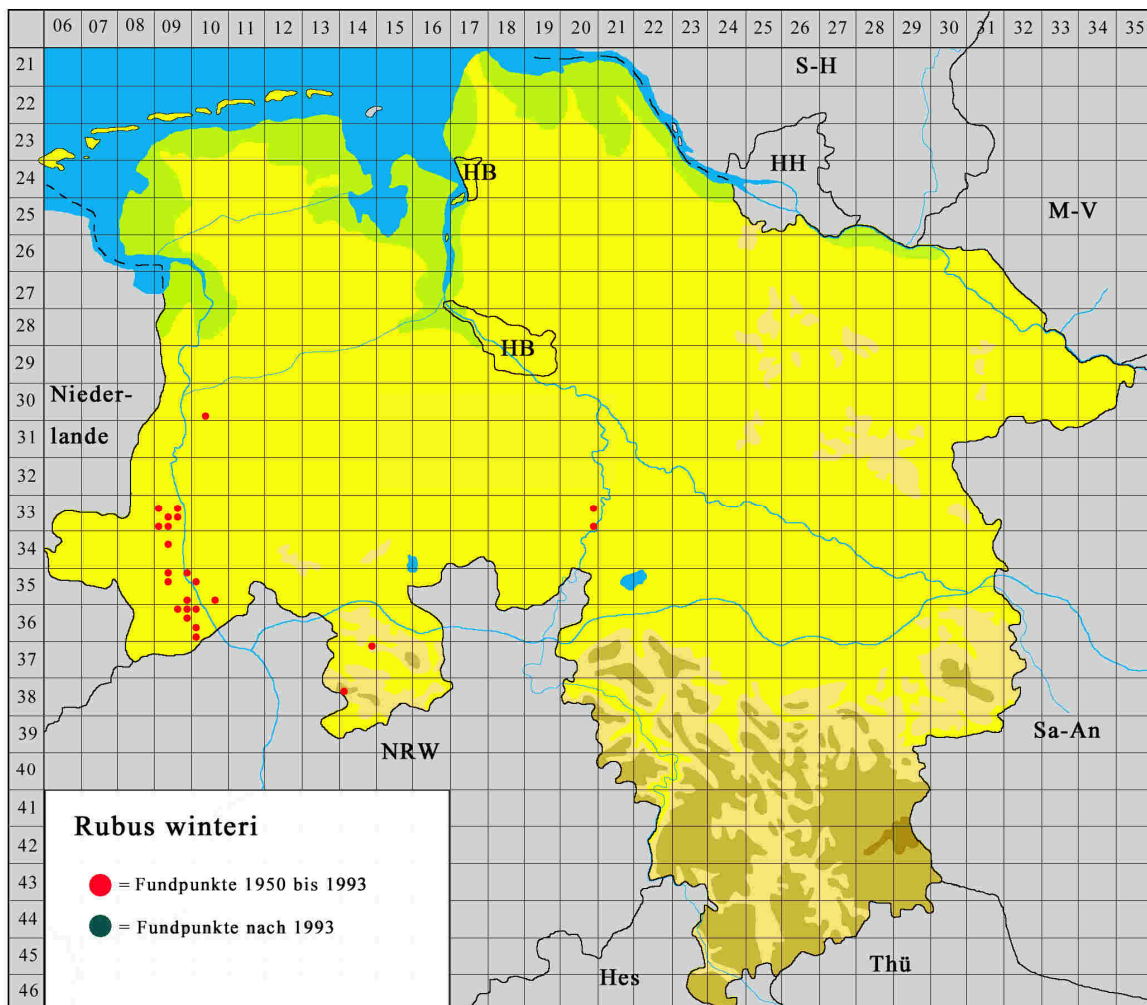 06 07 08 09 10 11 12 13 14 15 16 17 18 19 20 21 22 23 24 25 26 27 28 29 30 31 32 33 34 35
21
22
23
24
25
26
27
28
29
30
31
32
33
34
35
36
37
38
39
40
41
42
43
44
45
46
S-H
HH
HB
M-V
HB
Nieder-
lande
NRW
Sa-An
Hes
Thü
Rubus winteri
= Fundpunkte 1950 bis 1993
= Fundpunkte nach 1993